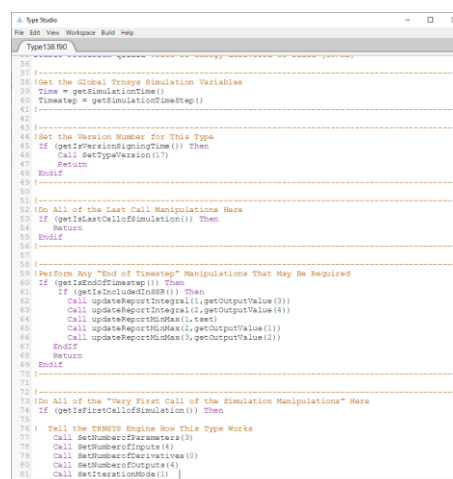 Type Studio
File Edit View Workspace Build Help
Type138.f90
36
37 !
38 !Get the Global Trnsys Simulation Variables
39 Time = getSimulationTime()
40 Timestep = getSimulationTimeStep()
41 !
42
43 !
44 !Set the Version Number for This Type
45 If (getIsVersionSigningTime()) Then
46 Call SetTypeVersion(17)
47 Return
48 Endif
49 !
50
51 !
52 !Do All of the Last Call Manipulations Here
53 If (getIsLastCallofSimulation()) Then
54 Return
55 Endif
56 !
57
58 !
59 !Perform Any "End of Timestep" Manipulations That May Be Required
60 If (getIsEndOfTimestep()) Then
61 If (getIsIncludedInSSR()) Then
62 Call updateReportIntegral(1,getOutputValue(3))
63 Call updateReportIntegral(2,getOutputValue(4))
64 Call updateReportMinMax(1,tset)
65 Call updateReportMinMax(2,getOutputValue(1))
66 Call updateReportMinMax(3,getOutputValue(2))
67 EndIf
68 Return
69 Endif
70 !
71
72 !
73 !Do All of the "Very First Call of the Simulation Manipulations" Here
74 If (getIsFirstCallofSimulation()) Then
75
76 ! Tell the TRNSYS Engine How This Type Works
77 Call SetNumberofParameters(3)
78 Call SetNumberofInputs(4)
79 Call SetNumberofDerivatives(0)
80 Call SetNumberofOutputs(4)
81 Call SetIterationMode(1)